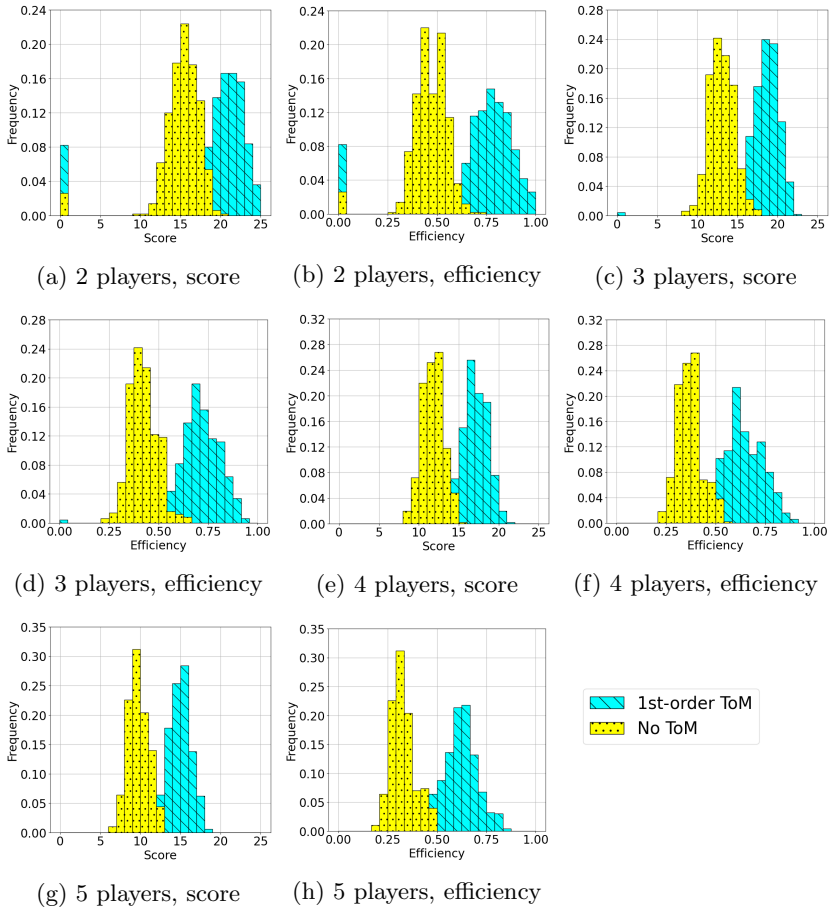 0.24
0.20
0.16
0.12
0.08
0.04
0.00
Frequency
0 5 10 15 20 25
Score
(a) 2 players, score
0.24
0.20
0.16
0.12
0.08
0.04
0.00
Frequency
0.00 0.25 0.50 0.75 1.00
Efficiency
(b) 2 players, efficiency
0.28
0.24
0.20
0.16
0.12
0.08
0.04
0.00
Frequency
0 5 10 15 20 25
Score
(c) 3 players, score
0.28
0.24
0.20
0.16
0.12
0.08
0.04
0.00
Frequency
0.00 0.25 0.50 0.75 1.00
Efficiency
(d) 3 players, efficiency
0.32
0.28
0.24
0.20
0.16
0.12
0.08
0.04
0.00
Frequency
0 5 10 15 20 25
Score
(e) 4 players, score
0.32
0.28
0.24
0.20
0.16
0.12
0.08
0.04
0.00
Frequency
0.00 0.25 0.50 0.75 1.00
Efficiency
(f) 4 players, efficiency
0.35
0.30
0.25
0.20
0.15
0.10
0.05
0.00
Frequency
0 5 10 15 20 25
Score
(g) 5 players, score
0.35
0.30
0.25
0.20
0.15
0.10
0.05
0.00
Frequency
0.00 0.25 0.50 0.75 1.00
Efficiency
(h) 5 players, efficiency
1st-order ToM
No ToM